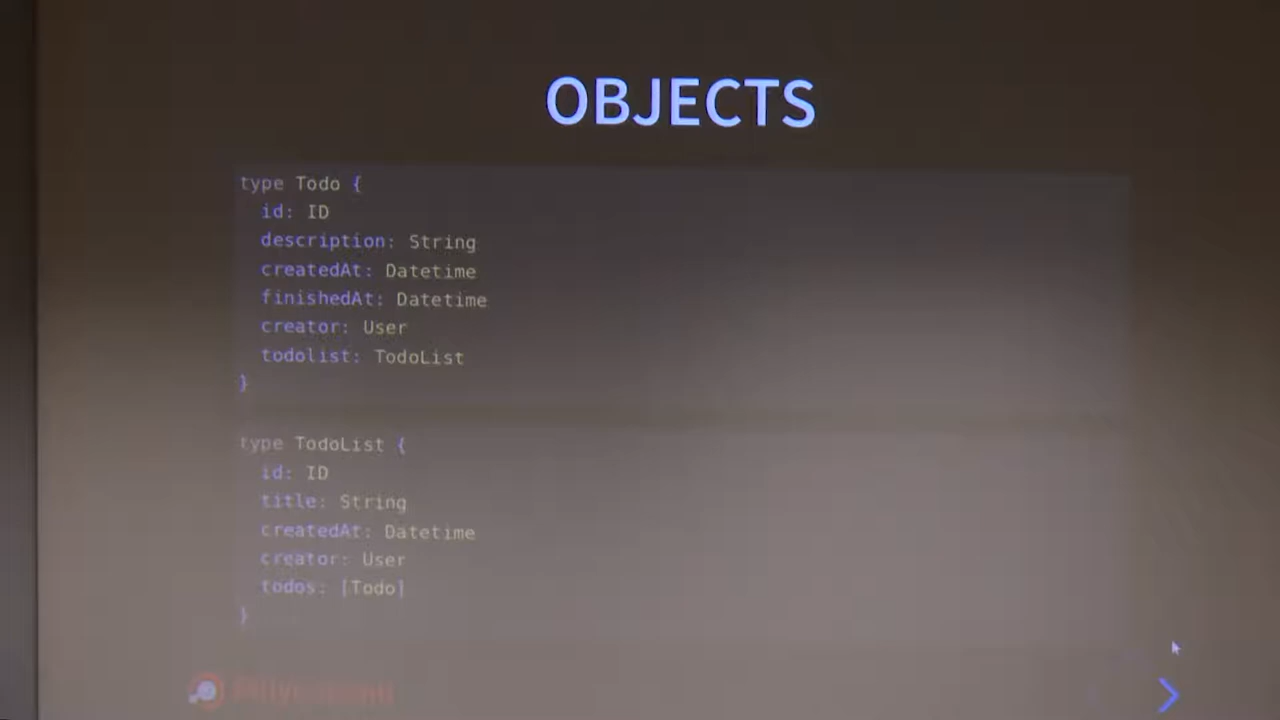 OBJECTS
type Todo {
id: ID
description: String
createdAt: Datetime
finishedAt: Datetime
creator: User
todolist: TodoList
}
type TodoList {
id: ID
title: String
createdAt: Datetime
creator: User
todos: [Todo]
}